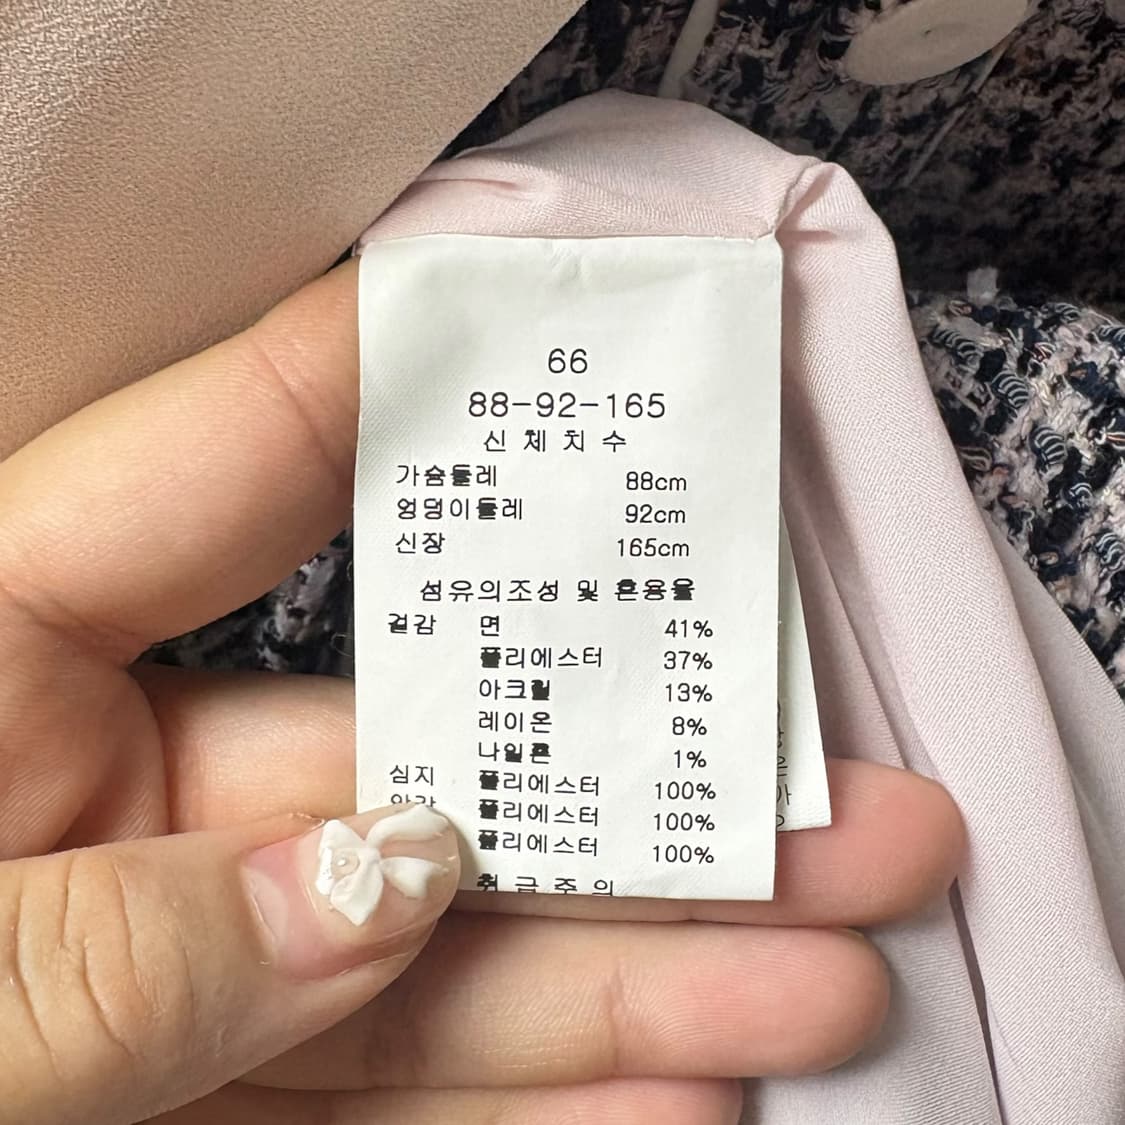 66
88-92-165
신 체 치 수
가슴둘레 88cm
엉덩이둘레 92cm
신장 165cm
섬유의조성 및 혼용율
겉감 면 41%
폴리에스터 37%
아크릴 13%
레이온 8%
나일론 1%
심지 폴리에스터 100%
안감 폴리에스터 100%
폴리에스터 100%
취 급 주 의